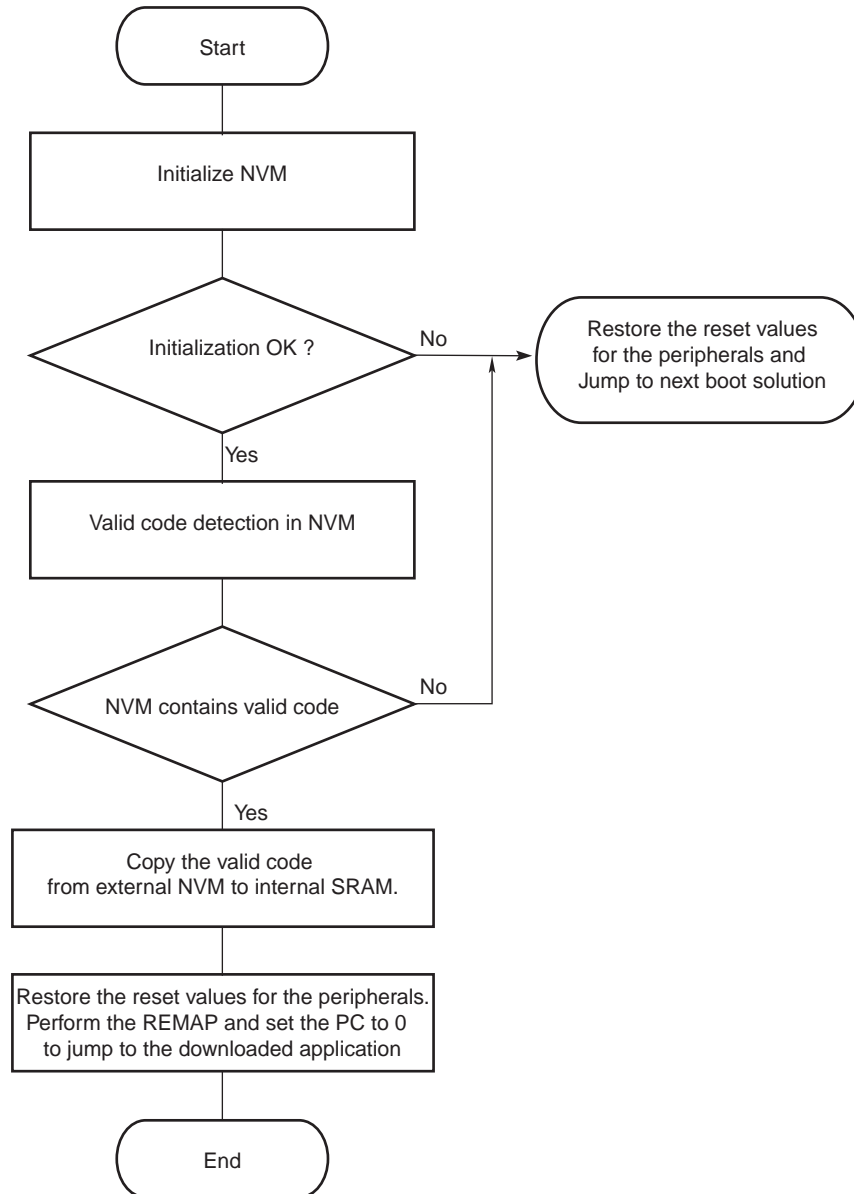 Start
Initialize NVM
Initialization OK ?
No
Restore the reset values
for the peripherals and
Jump to next boot solution
Yes
Valid code detection in NVM
NVM contains valid code
No
Yes
Copy the valid code
from external NVM to internal SRAM.
Restore the reset values for the peripherals.
Perform the REMAP and set the PC to 0
to jump to the downloaded application
End